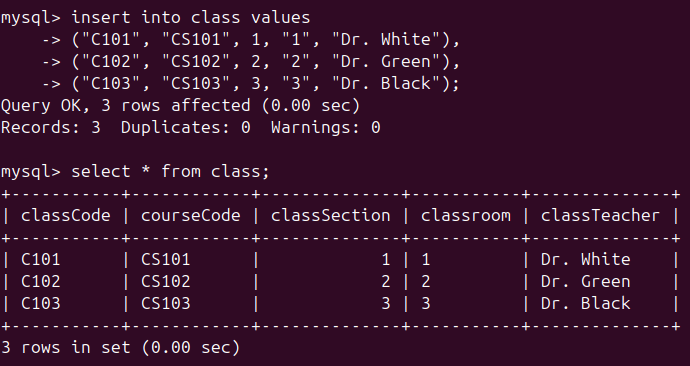 mysql> insert into class values
    -> ("C101", "CS101", 1, "1", "Dr. White"),
    -> ("C102", "CS102", 2, "2", "Dr. Green"),
    -> ("C103", "CS103", 3, "3", "Dr. Black");
Query OK, 3 rows affected (0.00 sec)
Records: 3  Duplicates: 0  Warnings: 0

mysql> select * from class;
+-----------+------------+--------------+-----------+--------------+
| classCode | courseCode | classSection | classroom | classTeacher |
+-----------+------------+--------------+-----------+--------------+
| C101      | CS101      |            1 | 1         | Dr. White    |
| C102      | CS102      |            2 | 2         | Dr. Green    |
| C103      | CS103      |            3 | 3         | Dr. Black    |
+-----------+------------+--------------+-----------+--------------+
3 rows in set (0.00 sec)